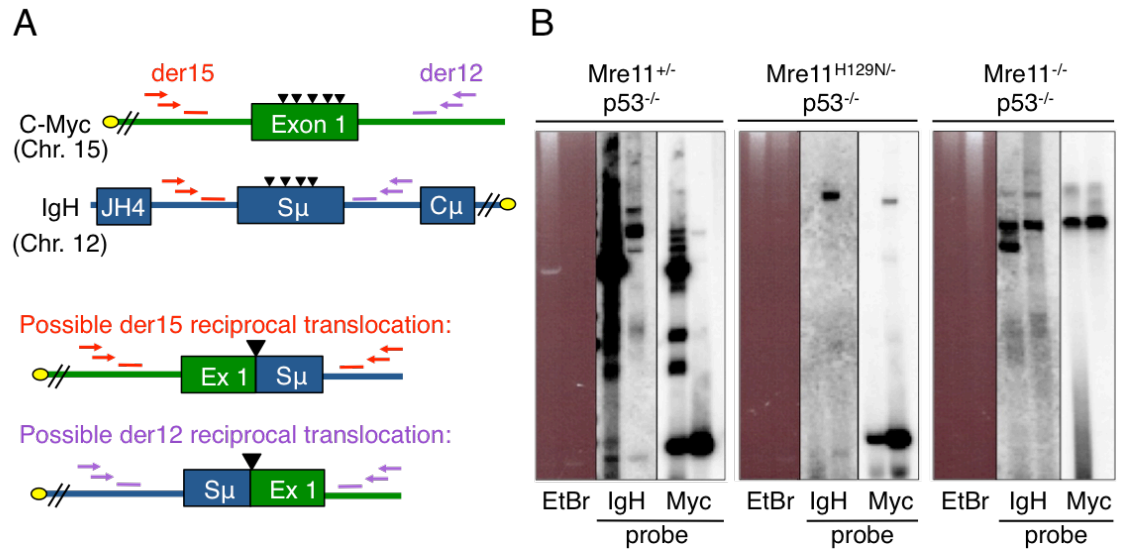 A
der15
der12
C-Myc
(Chr. 15)
Exon 1
IgH
(Chr. 12)
JH4
Sμ
Cμ
Possible der15 reciprocal translocation:
Ex 1
Sμ
Possible der12 reciprocal translocation:
Sμ
Ex 1
B
Mre11+/-
p53-/-
Mre11H129N/-
p53-/-
Mre11-/-
p53-/-
EtBr IgH Myc
probe
EtBr IgH Myc
probe
EtBr IgH Myc
probe